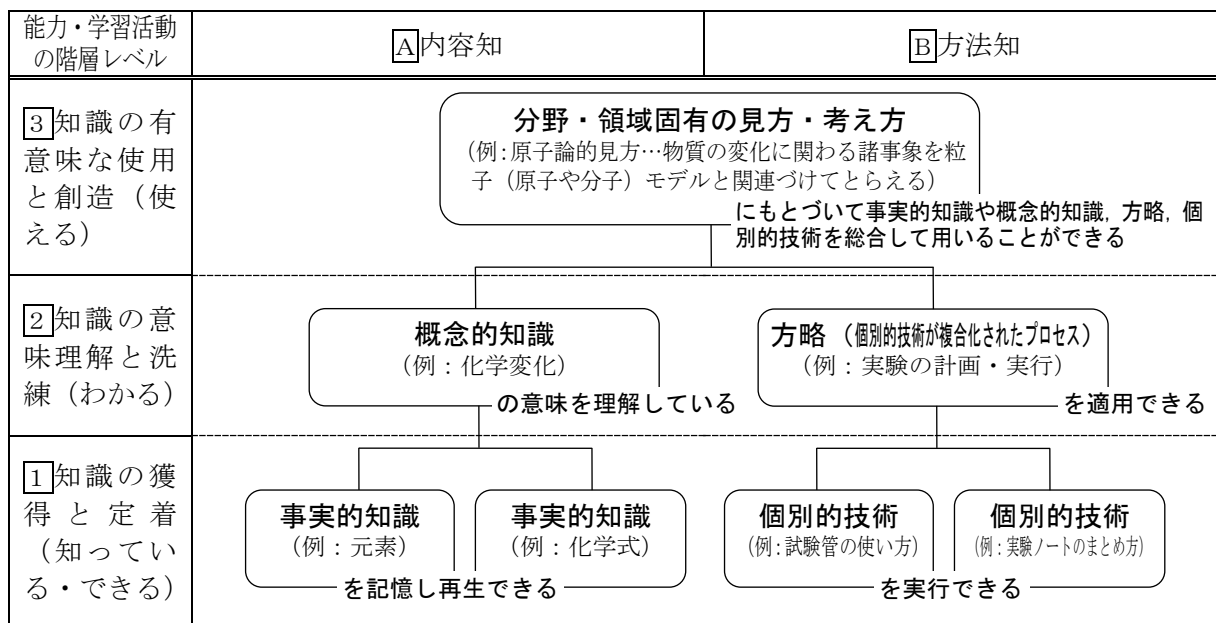 能力・学習活動
の階層レベル
A内容知
B方法知
3知識の有
意味な使用
と創造（使
える）
分野・領域固有の見方・考え方
（例：原子論的見方…物質の変化に関わる諸事象を粒
子（原子や分子）モデルと関連づけてとらえる）
にもとづいて事実的知識や概念的知識，方略，個
別的技術を総合して用いることができる
2知識の意
味理解と洗
練（わかる）
概念的知識
（例：化学変化）
の意味を理解している
方略（個別的技術が複合化されたプロセス）
（例：実験の計画・実行）
を適用できる
1知識の獲
得と定着
（知ってい
る・できる）
事実的知識
（例：元素）
事実的知識
（例：化学式）
を記憶し再生できる
個別的技術
（例：試験管の使い方）
個別的技術
（例：実験ノートのまとめ方）
を実行できる